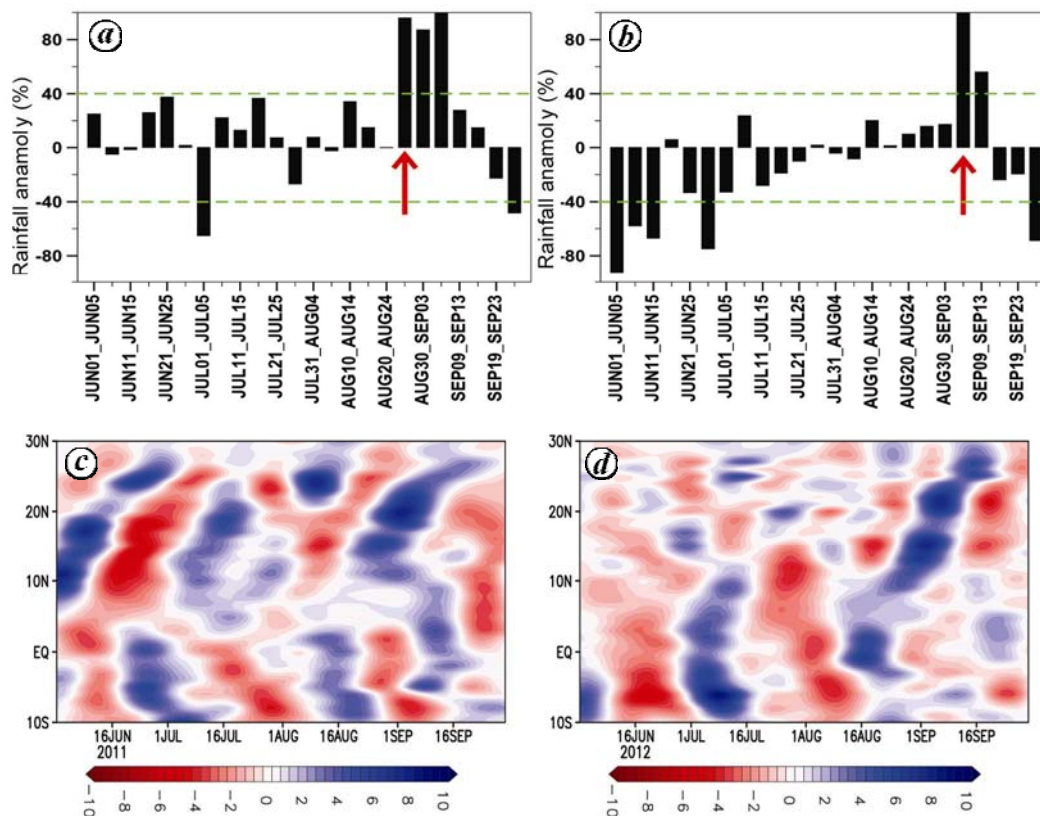 a
Rainfall anamoly (%)
80
40
0
-40
-80
JUN01_JUN05
JUN11_JUN15
JUN21_JUN25
JUL01_JUL05
JUL11_JUL15
JUL21_JUL25
JUL31_AUG04
AUG10_AUG14
AUG20_AUG24
AUG30_SEP03
SEP09_SEP13
SEP19_SEP23
b
Rainfall anamoly (%)
80
40
0
-40
-80
JUN01_JUN05
JUN11_JUN15
JUN21_JUN25
JUL01_JUL05
JUL11_JUL15
JUL21_JUL25
JUL31_AUG04
AUG10_AUG14
AUG20_AUG24
AUG30_SEP03
SEP09_SEP13
SEP19_SEP23
c
30N
20N
10N
EQ
10S
16JUN 1JUL 16JUL 1AUG 16AUG 1SEP 16SEP
2011
-10 -8 -6 -4 -2 0 2 4 6 8 10
d
30N
20N
10N
EQ
10S
16JUN 1JUL 16JUL 1AUG 16AUG 1SEP 16SEP
2012
-10 -8 -6 -4 -2 0 2 4 6 8 10